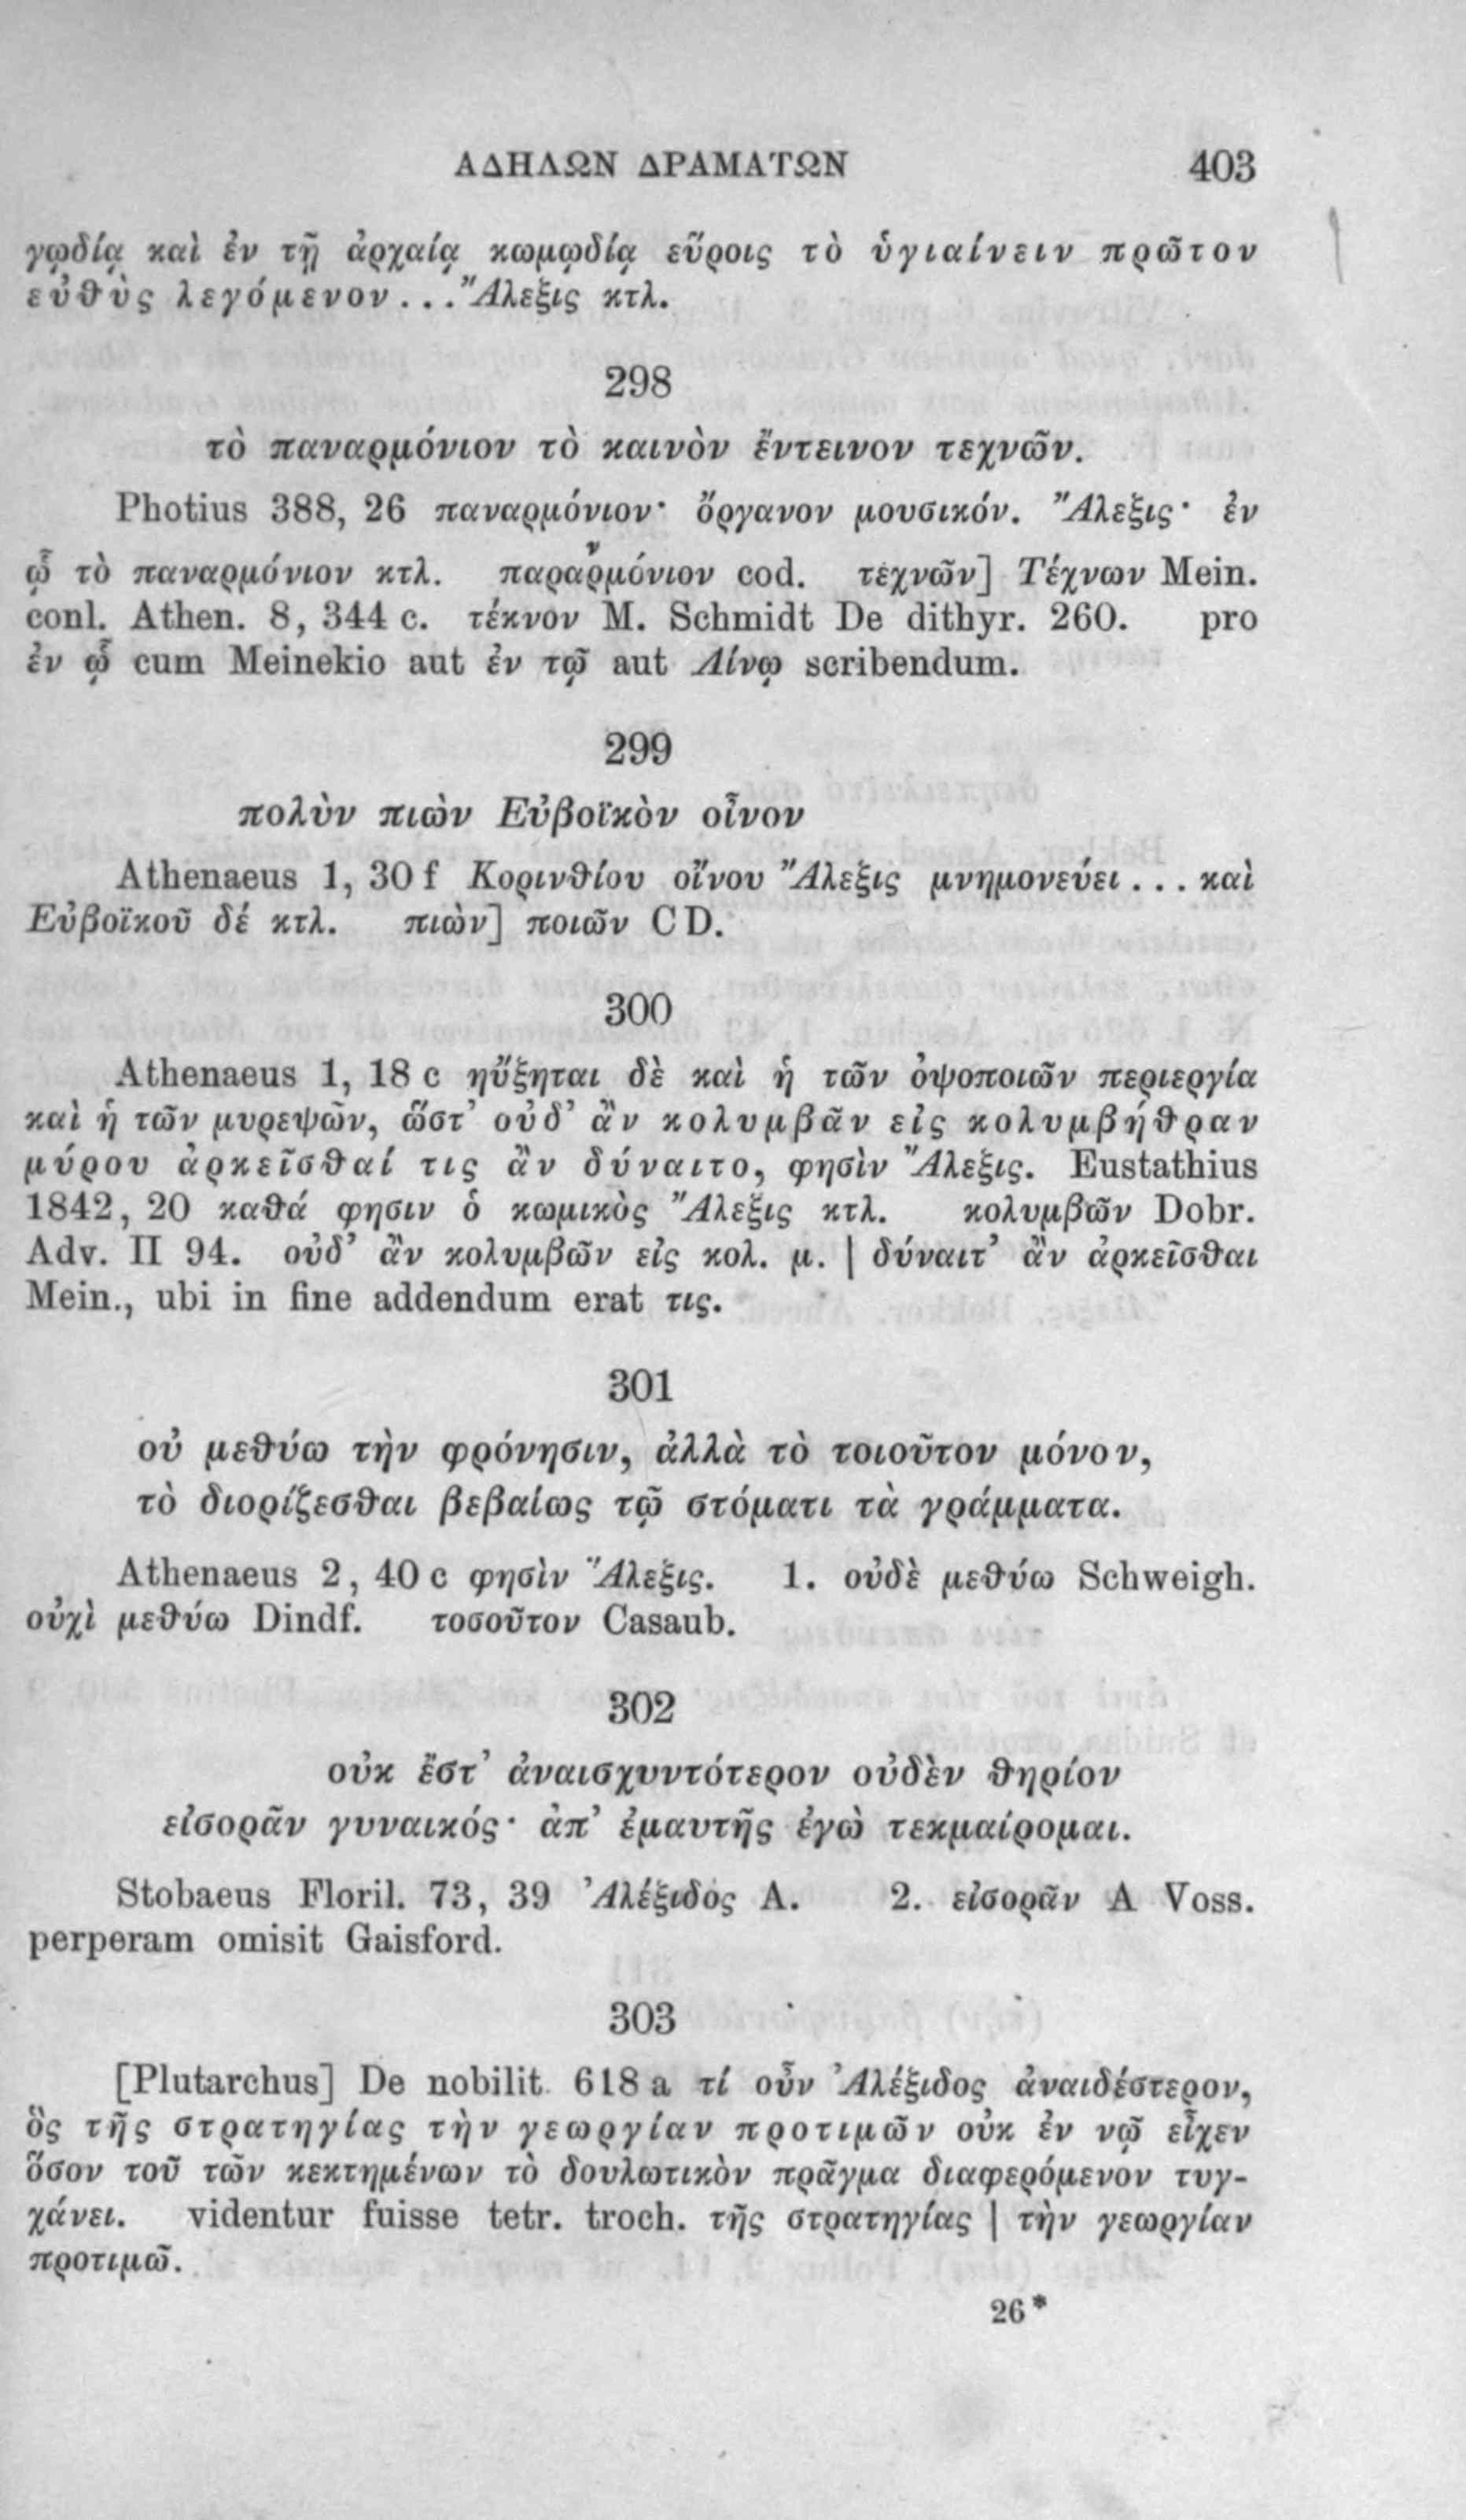 ΑΔΗΛΩΝ ΔΡΑΜΑΤΩΝ 403
γῳδίᾳ καὶ ἐν τῇ ἀρχαίᾳ κωμῳδίᾳ εὕροις τὸ ὑγιαίνειν πρῶτον
εὐθὺς λεγόμενον... Ἄλεξις κτλ.
298
τὸ παναρμόνιον τὸ καινὸν ἔντεινον τεχνῶν.
Photius 388, 26 παναρμόνιον· ὄργανον μουσικόν. Ἄλεξις· ἐν
ᾧ τὸ παναρμόνιον κτλ. παραρμόνιον cod. τεχνῶν] Τέχνων Mein.
conl. Athen. 8, 344 c. τέκνον M. Schmidt De dithyr. 260. pro
ἐν ᾧ cum Meinekio aut ἐν τῷ aut Λίνῳ scribendum.
299
πολὺν πιὼν Εὐβοϊκὸν οἶνον
Athenaeus 1, 30 f Κορινθίου οἴνου Ἄλεξις μνημονεύει... καὶ
Εὐβοϊκοῦ δέ κτλ. πιὼν] ποιῶν CD.
300
Athenaeus 1, 18 c ηὔξηται δὲ καὶ ἡ τῶν ὀψοποιῶν περιεργία
καὶ ἡ τῶν μυρεψῶν, ὥστ’ οὐδ’ ἂν κολυμβᾶν εἰς κολυμβήθραν
μύρου ἀρκεῖσθαί τις ἂν δύναιτο, φησὶν Ἄλεξις. Eustathius
1842, 20 καθά φησιν ὁ κωμικὸς Ἄλεξις κτλ. κολυμβῶν Dobr.
Adv. II 94. οὐδ’ ἂν κολυμβῶν εἰς κολ. μ. | δύναιτ’ ἂν ἀρκεῖσθαι
Mein., ubi in fine addendum erat τις.
301
οὐ μεθύω τὴν φρόνησιν, ἀλλὰ τὸ τοιοῦτον μόνον,
τὸ διορίζεσθαι βεβαίως τῷ στόματι τὰ γράμματα.
Athenaeus 2, 40 c φησὶν Ἄλεξις. 1. οὐδὲ μεθύω Schweigh.
οὐχὶ μεθύω Dindf. τοσοῦτον Casaub.
302
οὐκ ἔστ’ ἀναισχυντότερον οὐδὲν θηρίον
εἰσορᾶν γυναικός· ἀπ’ ἐμαυτῆς ἐγὼ τεκμαίρομαι.
Stobaeus Floril. 73, 39 Ἀλέξιδος A. 2. εἰσορᾶν A Voss.
perperam omisit Gaisford.
303
[Plutarchus] De nobilit. 618 a τί οὖν Ἀλέξιδος ἀναιδέστερον,
ὃς τῆς στρατηγίας τὴν γεωργίαν προτιμῶν οὐκ ἐν νῷ εἶχεν
ὅσον τοῦ τῶν κεκτημένων τὸ δουλωτικὸν πρᾶγμα διαφερόμενον τυγ-
χάνει. videntur fuisse tetr. troch. τῆς στρατηγίας | τὴν γεωργίαν
προτιμῶ.
26*